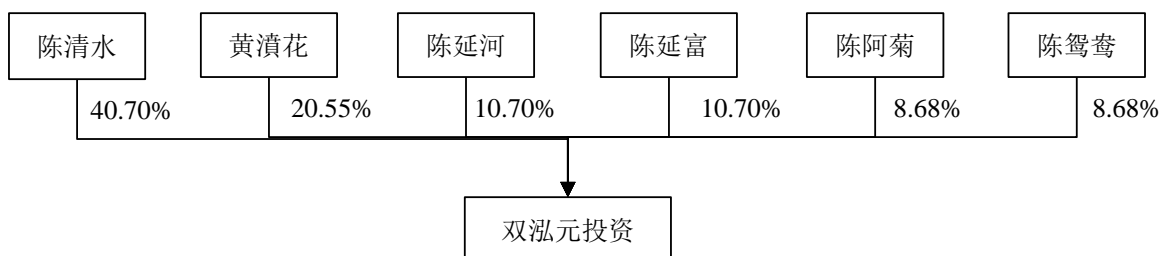 陈清水 黄濆花 陈延河 陈延富 陈阿菊 陈鸳鸯
40.70% 20.55% 10.70% 10.70% 8.68% 8.68%
双泓元投资